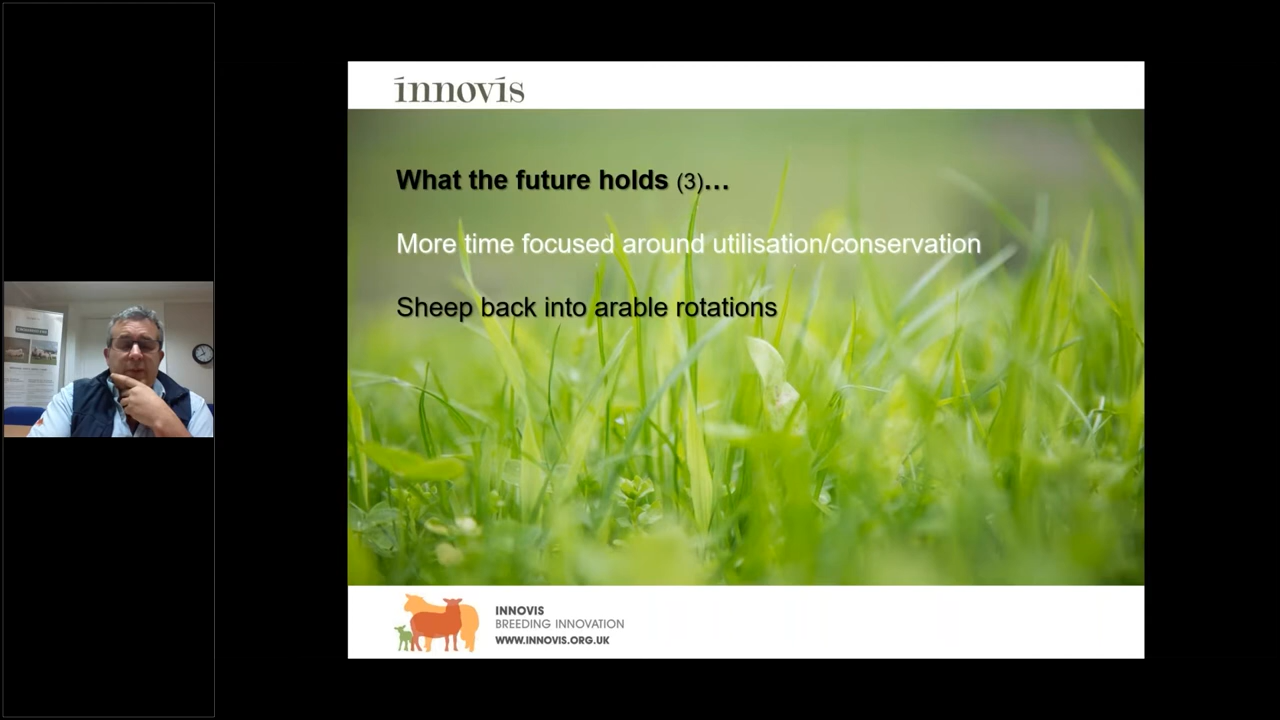 innovis
What the future holds (3)…
More time focused around utilisation/conservation
Sheep back into arable rotations
INNOVIS
BREEDING INNOVATION
WWW.INNOVIS.ORG.UK